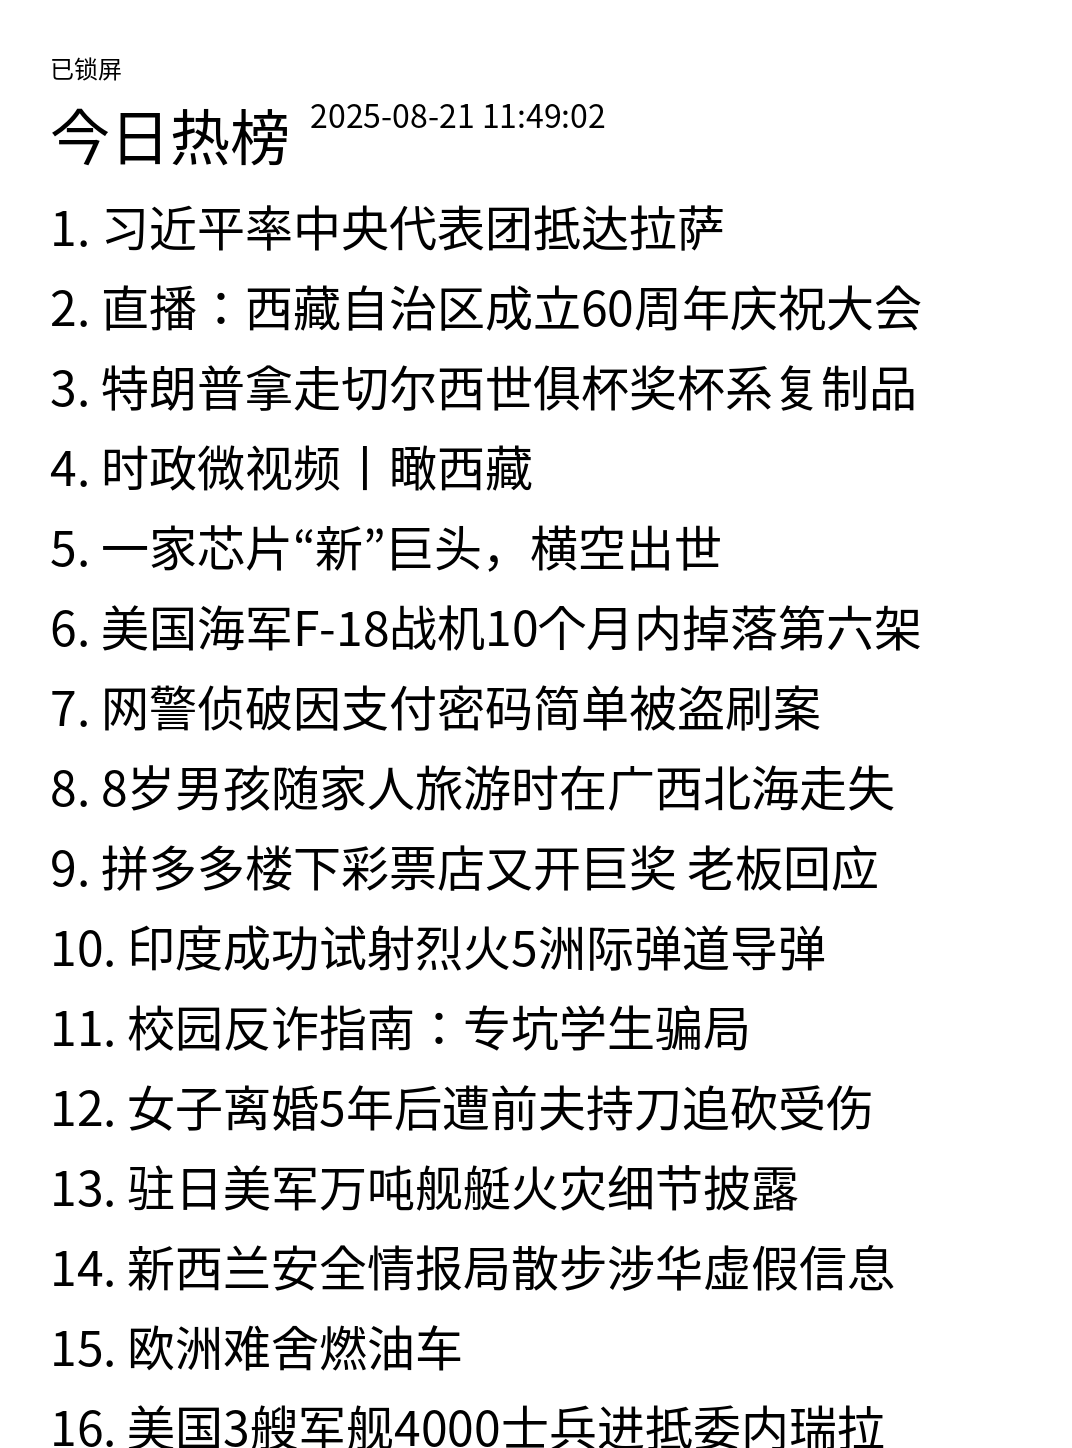 已锁屏
今日热榜 2025-08-21 11:49:02
1. 习近平率中央代表团抵达拉萨
2. 直播：西藏自治区成立60周年庆祝大会
3. 特朗普拿走切尔西世俱杯奖杯系复制品
4. 时政微视频丨瞰西藏
5. 一家芯片“新”巨头，横空出世
6. 美国海军F-18战机10个月内掉落第六架
7. 网警侦破因支付密码简单被盗刷案
8. 8岁男孩随家人旅游时在广西北海走失
9. 拼多多楼下彩票店又开巨奖 老板回应
10. 印度成功试射烈火5洲际弹道导弹
11. 校园反诈指南：专坑学生骗局
12. 女子离婚5年后遭前夫持刀追砍受伤
13. 驻日美军万吨舰艇火灾细节披露
14. 新西兰安全情报局散步涉华虚假信息
15. 欧洲难舍燃油车
16. 美国3艘军舰4000士兵进抵委内瑞拉